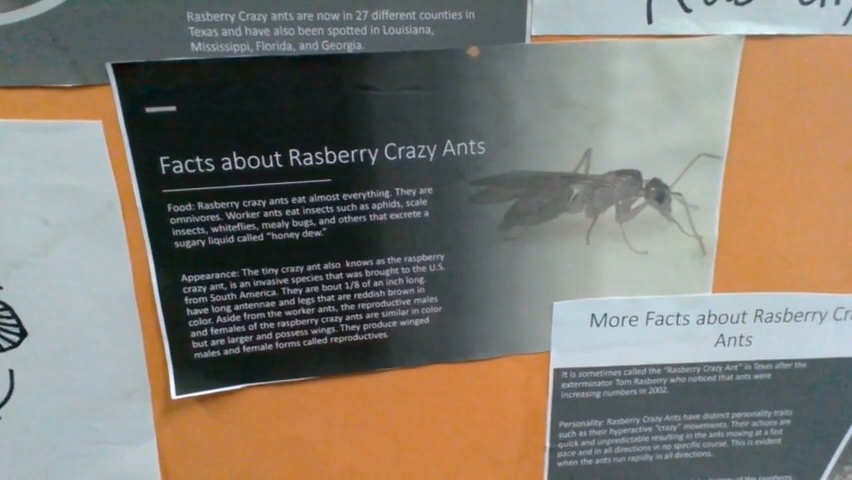 Rasberry Crazy ants are now in 27 different counties in
Texas and have also been spotted in Louisiana,
Mississippi, Florida, and Georgia.
Facts about Rasberry Crazy Ants
Food: Rasberry crazy ants eat almost everything. They are
omnivores. Worker ants eat insects such as aphids, scale
insects, whiteflies, mealy bugs, and others that excrete a
sugary liquid called "honey dew."
Appearance: The tiny crazy ant also knows as the raspberry
crazy ant, is an invasive species that was brought to the U.S.
from South America. They are bout 1/8 of an inch long.
have long antennae and legs that are reddish brown in
color. Aside from the worker ants, the reproductive males
and females of the raspberry crazy ants are similar in color
but are larger and possess wings. They produce winged
males and female forms called reproductives.
More Facts about Rasberry Cra
Ants
It is sometimes called the "Rasberry Crazy Ant" in Texas after the
exterminator Tom Rasberry who noticed that ants were
increasing numbers in 2002.
Personality: Rasberry Crazy Ants have distinct personality traits
such as their hyperactive "crazy" movements. Their actions are
quick and unpredictable resulting in the ants moving at a fast
pace and in all directions in no specific course. This is evident
when the ants run rapidly in all directions.